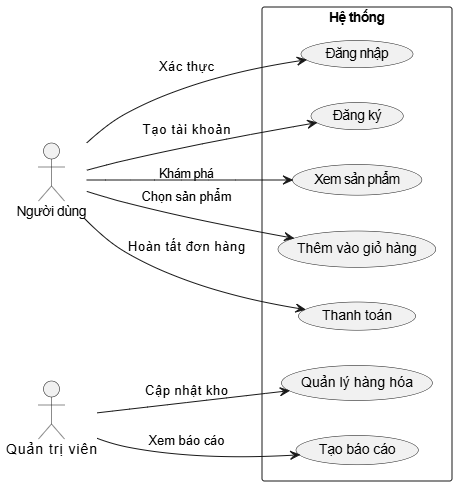 Hệ thống
Đăng nhập
Xác thực
Đăng ký
Tạo tài khoản
Khám phá
Xem sản phẩm
Chọn sản phẩm
Người dùng
Thêm vào giỏ hàng
Hoàn tất đơn hàng
Thanh toán
Quản lý hàng hóa
Cập nhật kho
Xem báo cáo
Quản trị viên
Tạo báo cáo